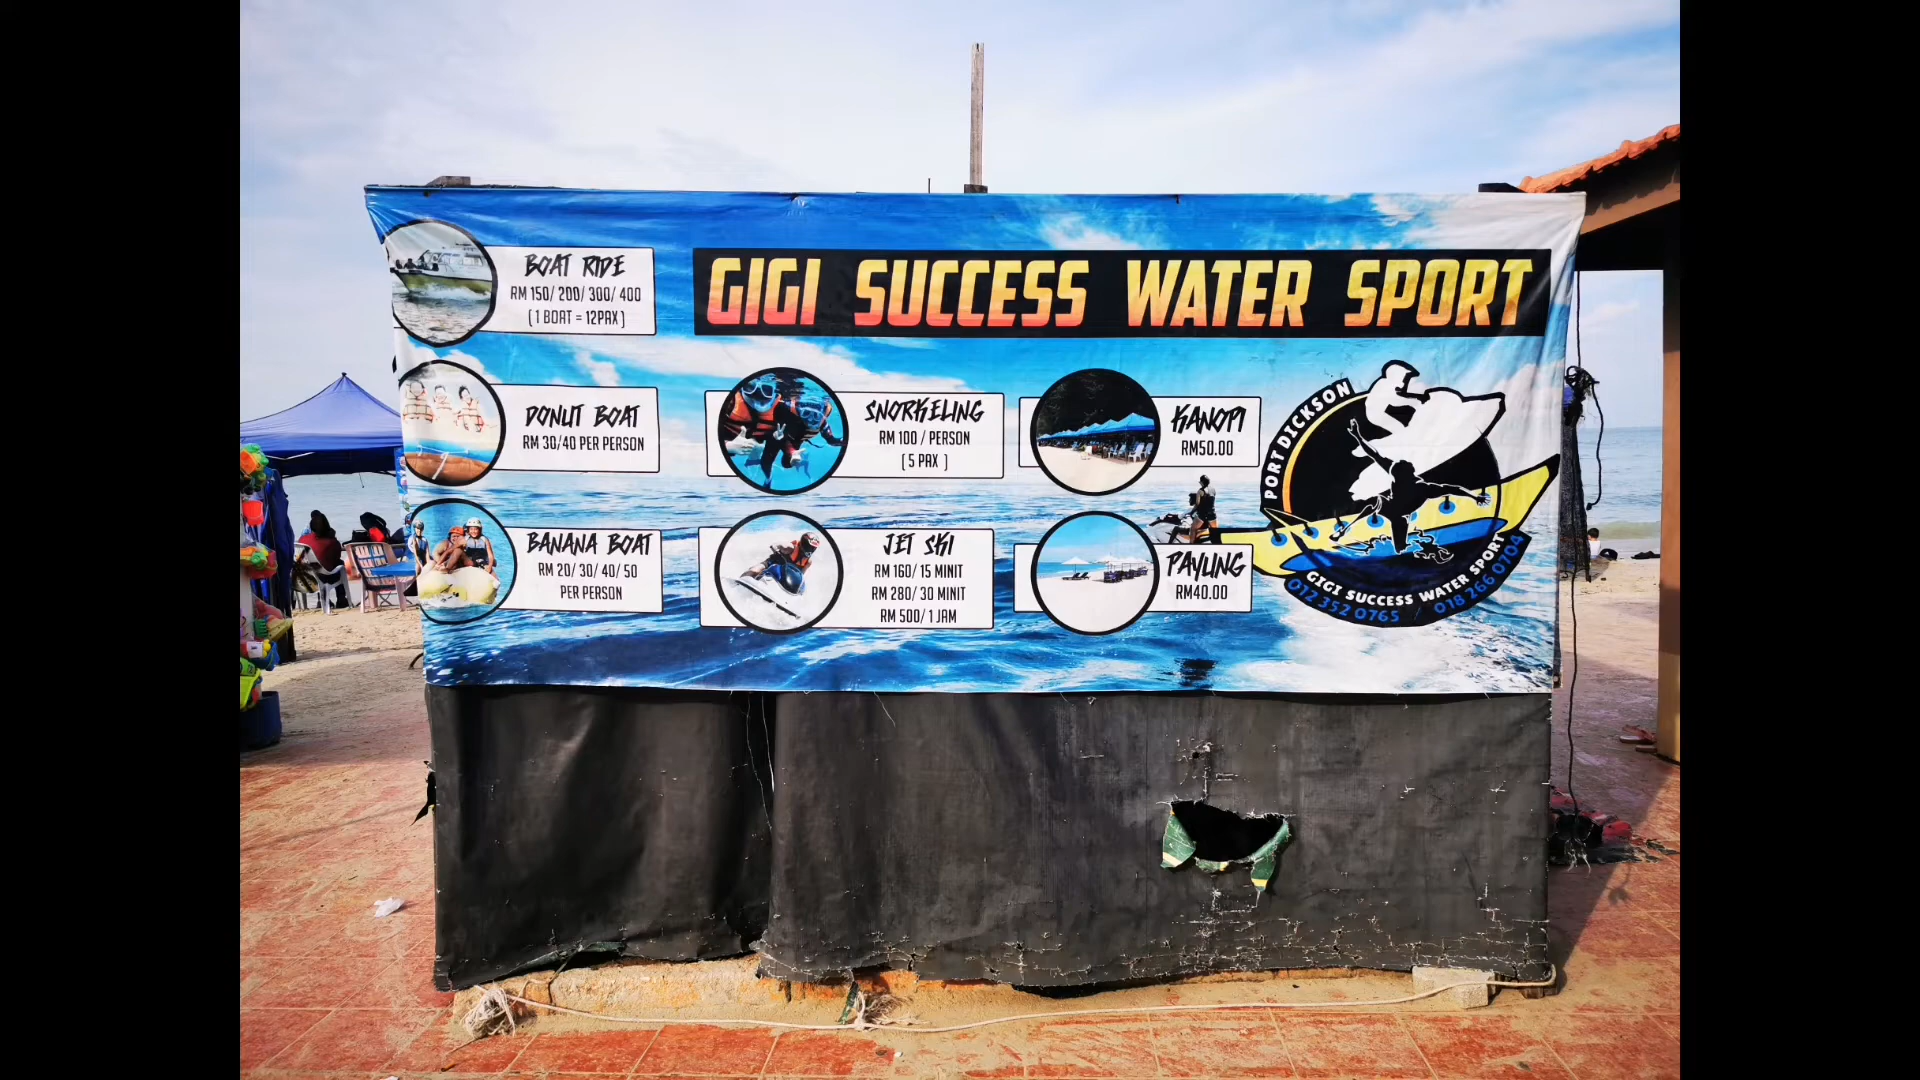 GIGI SUCCESS WATER SPORT
BOAT RIDE
RM 150/ 200/ 300/ 400
( 1 BOAT = 12PAX )
DONUT BOAT
RM 30/40 PER PERSON
BANANA BOAT
RM 20/ 30/ 40/ 50
PER PERSON
SNORKELING
RM 100 / PERSON
( 5 PAX )
JET SKI
RM 160/ 15 MINIT
RM 280/ 30 MINIT
RM 500/ 1 JAM
KANOPI
RM50.00
PAYUNG
RM40.00
PORT DICKSON
GIGI SUCCESS WATER SPORT
012 352 0765
018 266 0704